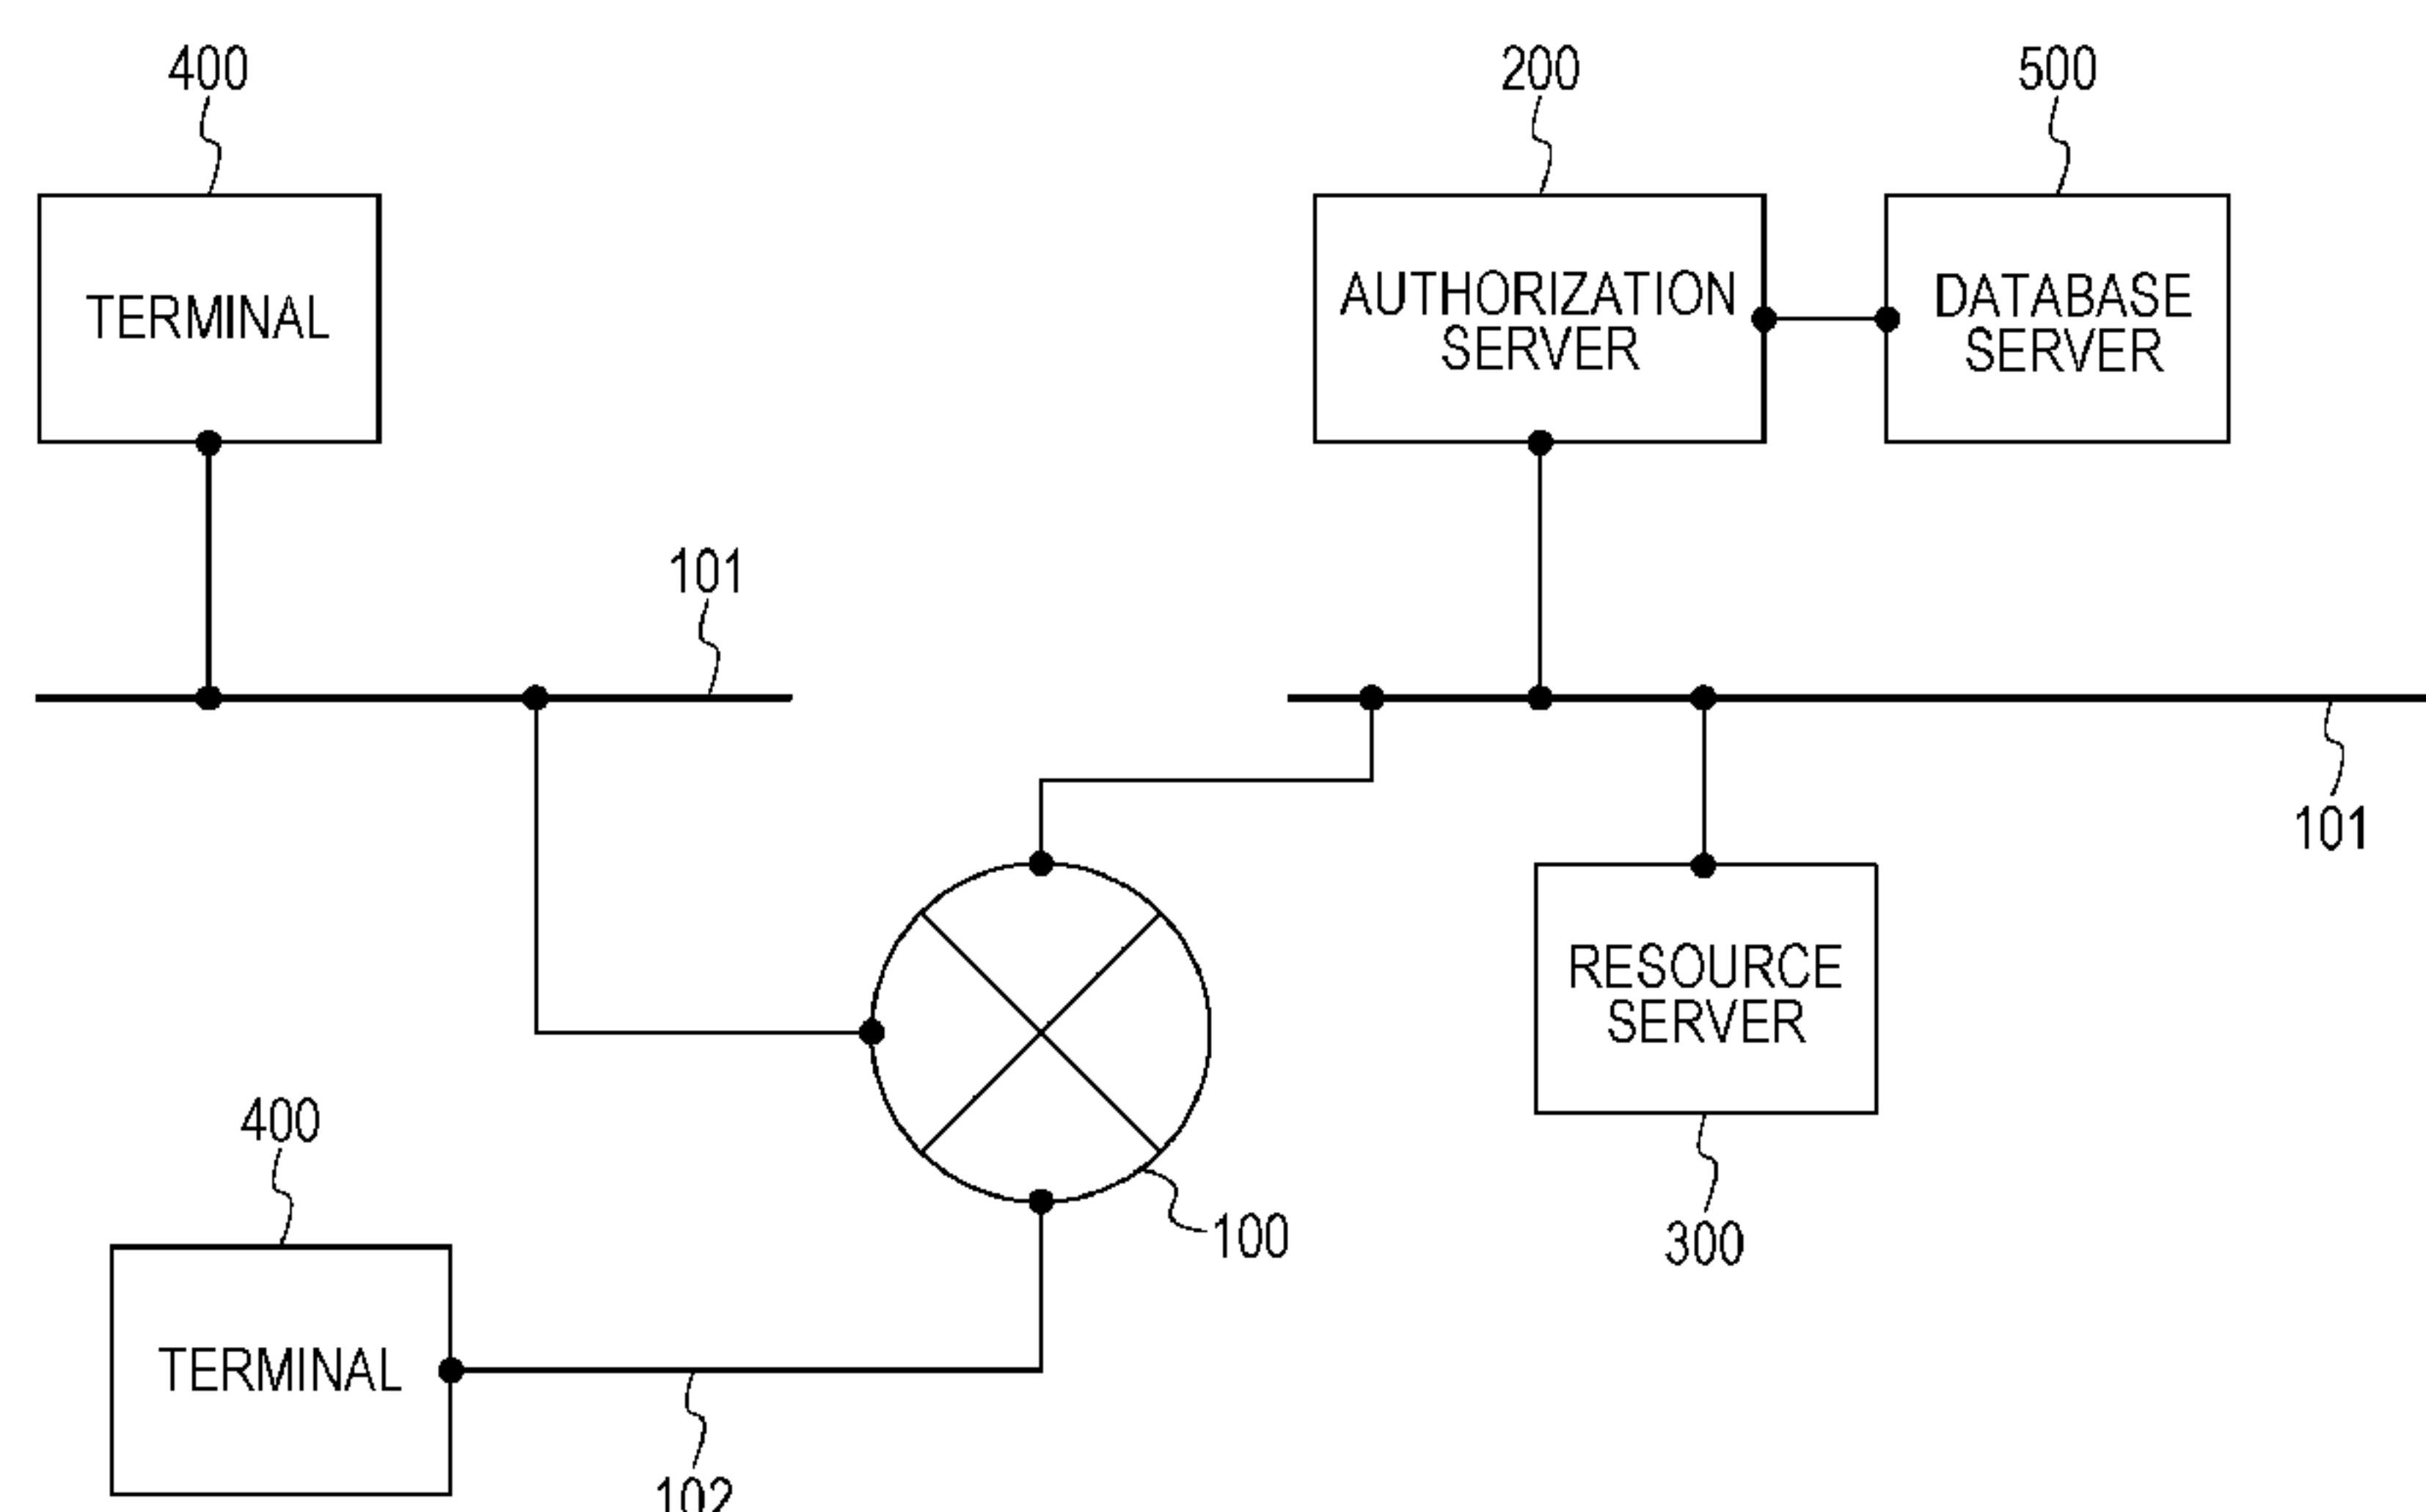 400
200
500
TERMINAL
AUTHORIZATION
SERVER
DATABASE
SERVER
101
101
RESOURCE
SERVER
400
100
300
TERMINAL
102